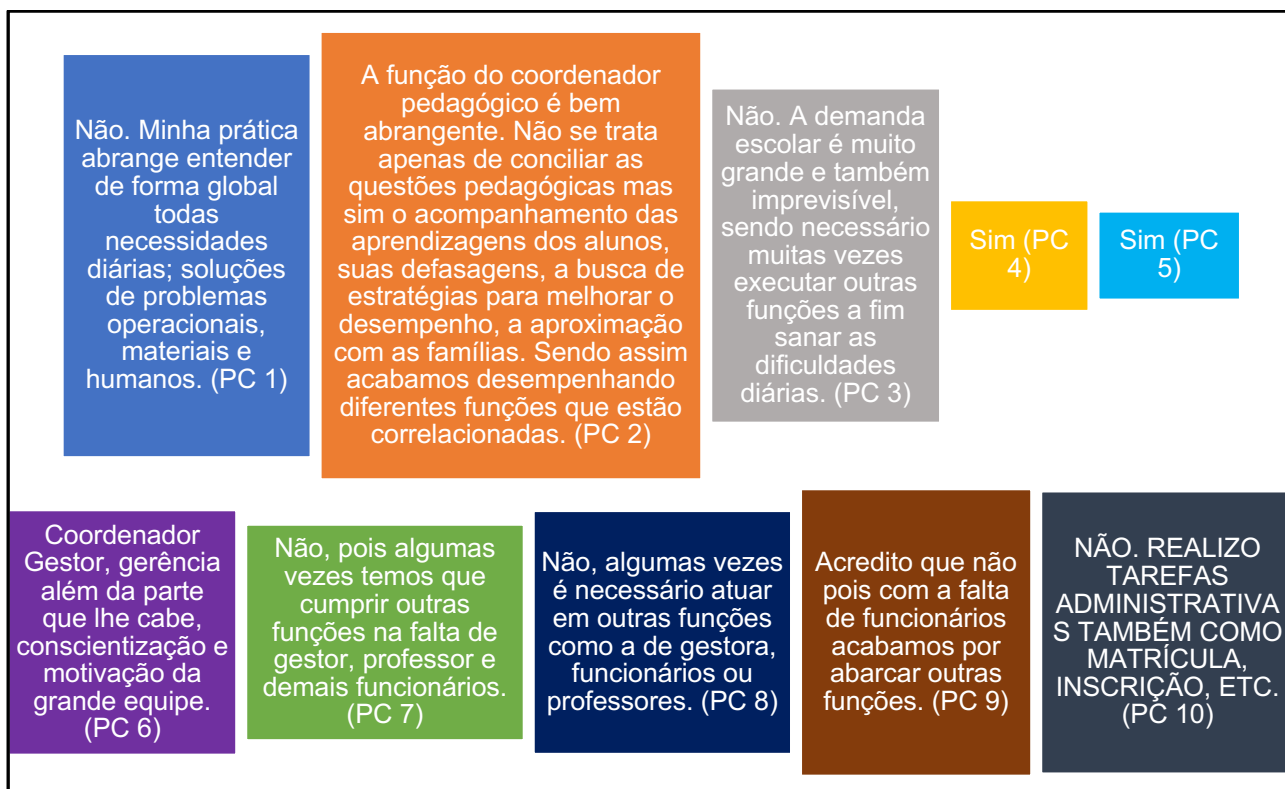 Não. Minha prática
abrange entender
de forma global
todas
necessidades
diárias; soluções
de problemas
operacionais,
materiais e
humanos. (PC 1)
A função do coordenador
pedagógico é bem
abrangente. Não se trata
apenas de conciliar as
questões pedagógicas mas
sim o acompanhamento das
aprendizagens dos alunos,
suas defasagens, a busca de
estratégias para melhorar o
desempenho, a aproximação
com as famílias. Sendo assim
acabamos desempenhando
diferentes funções que estão
correlacionadas. (PC 2)
Não. A demanda
escolar é muito
grande e também
imprevisível,
sendo necessário
muitas vezes
executar outras
funções a fim
sanar as
dificuldades
diárias. (PC 3)
Sim (PC
4)
Sim (PC
5)
Coordenador
Gestor, gerência
além da parte
que lhe cabe,
conscientização e
motivação da
grande equipe.
(PC 6)
Não, pois algumas
vezes temos que
cumprir outras
funções na falta de
gestor, professor e
demais funcionários.
(PC 7)
Não, algumas vezes
é necessário atuar
em outras funções
como a de gestora,
funcionários ou
professores. (PC 8)
Acredito que não
pois com a falta
de funcionários
acabamos por
abarcar outras
funções. (PC 9)
NÃO. REALIZO
TAREFAS
ADMINISTRATIVA
S TAMBÉM COMO
MATRÍCULA,
INSCRIÇÃO, ETC.
(PC 10)